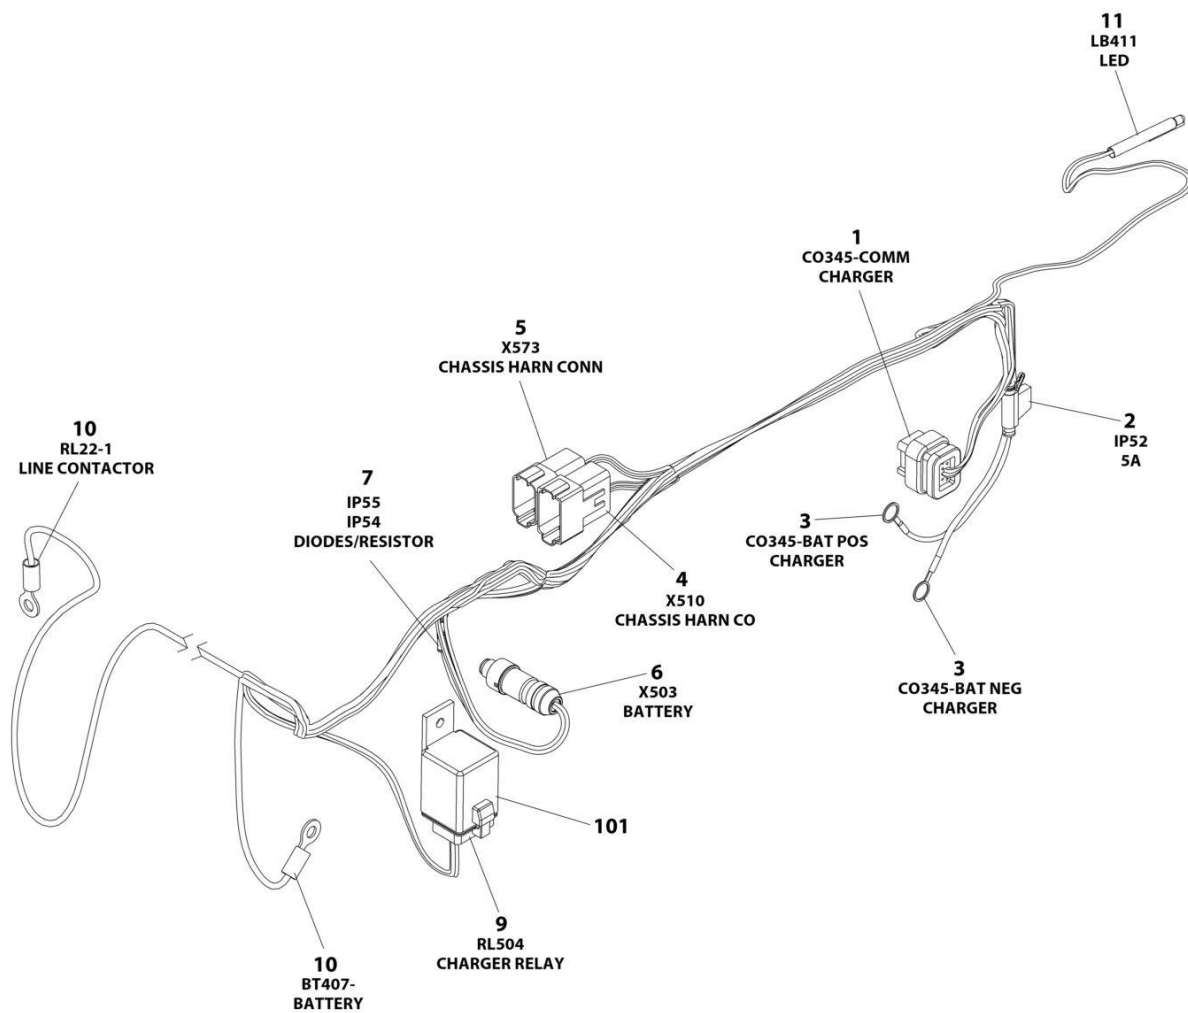 11
LB411
LED
1
CO345-COMM
CHARGER
5
X573
CHASSIS HARN CONN
2
IP52
5A
10
RL22-1
LINE CONTACTOR
7
IP55
IP54
DIODES/RESISTOR
3
CO345-BAT POS
CHARGER
4
X510
CHASSIS HARN CO
3
CO345-BAT NEG
CHARGER
6
X503
BATTERY
101
9
RL504
CHARGER RELAY
10
BT407-
BATTERY